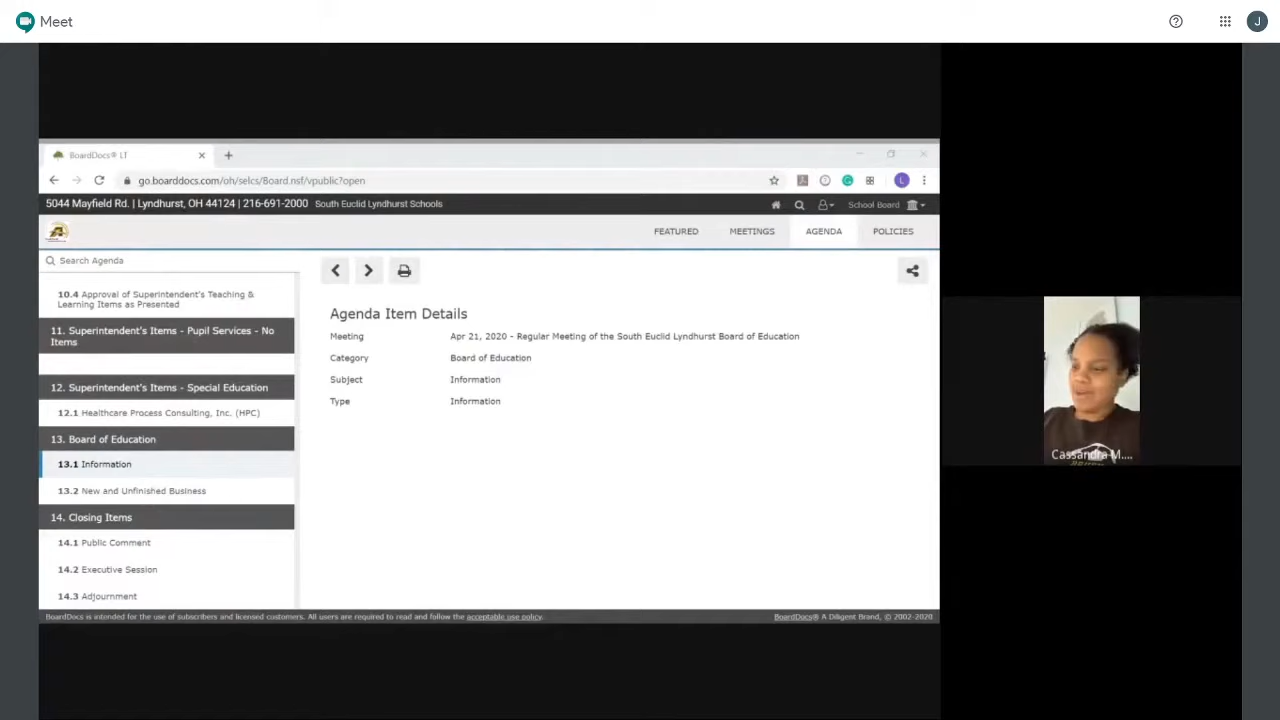 Meet
J
BoardDocs® LT
go.boarddocs.com/oh/selcs/Board.nsf/vpublic?open
L
5044 Mayfield Rd. | Lyndhurst, OH 44124 | 216-691-2000 South Euclid Lyndhurst Schools
School Board
FEATURED MEETINGS AGENDA POLICIES
Search Agenda
10.4 Approval of Superintendent's Teaching &
Learning Items as Presented
11. Superintendent's Items - Pupil Services - No
Items
12. Superintendent's Items - Special Education
12.1 Healthcare Process Consulting, Inc. (HPC)
13. Board of Education
13.1 Information
13.2 New and Unfinished Business
14. Closing Items
14.1 Public Comment
14.2 Executive Session
14.3 Adjournment
Agenda Item Details
Meeting Apr 21, 2020 - Regular Meeting of the South Euclid Lyndhurst Board of Education
Category Board of Education
Subject Information
Type Information
Cassandra M....
BoardDocs is intended for the use of subscribers and licensed customers. All users are required to read and follow the acceptable use policy.
BoardDocs® A Diligent Brand, © 2002-2020